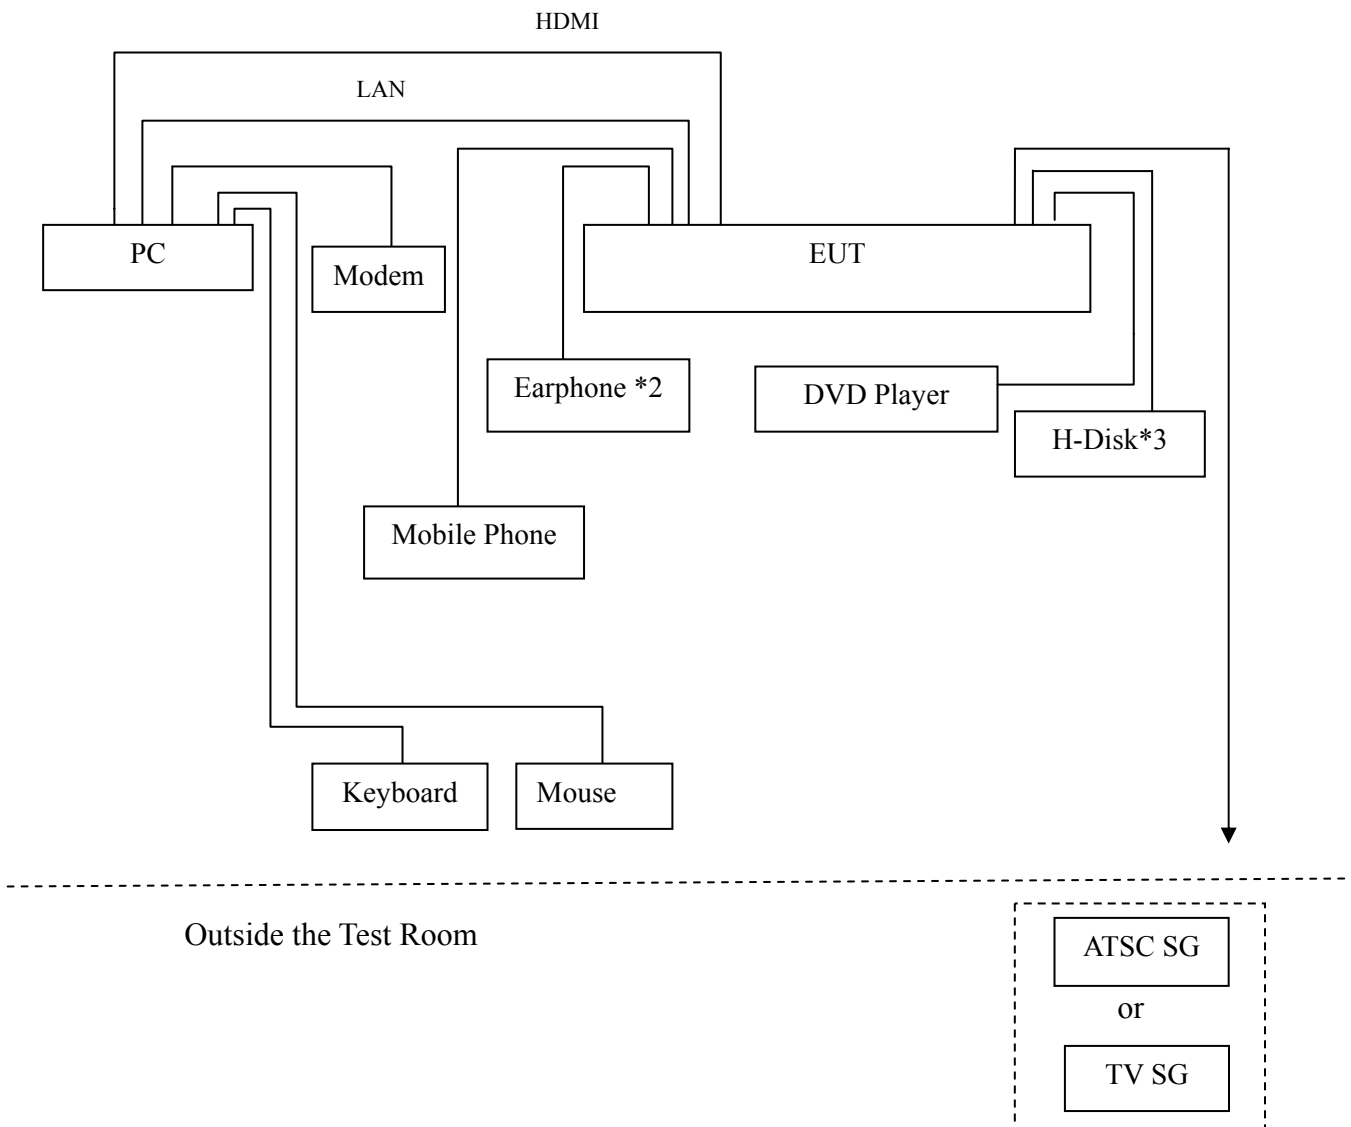 HDMI
LAN
PC
EUT
Modem
Earphone *2
DVD Player
H-Disk*3
Mobile Phone
Keyboard
Mouse
Outside the Test Room
ATSC SG
or
TV SG